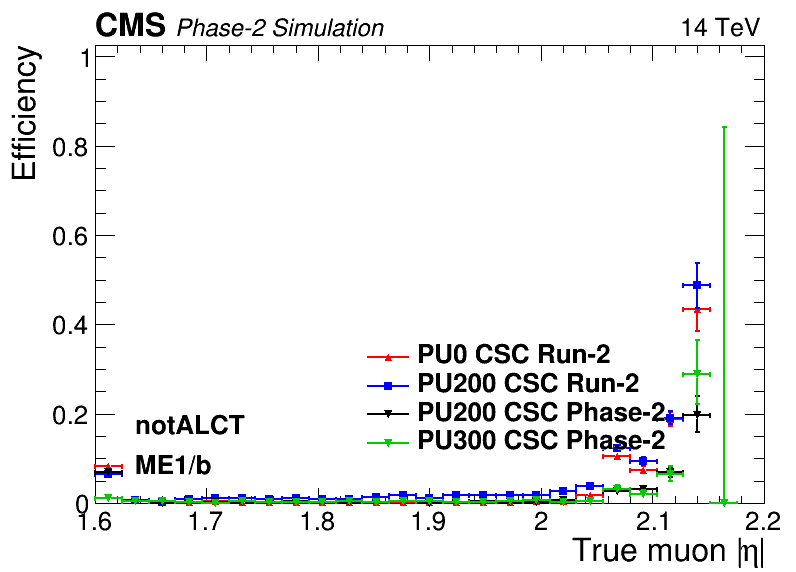 CMS Phase-2 Simulation 14 TeV
Efficiency
1
0.8
0.6
0.4
0.2
0
PU0 CSC Run-2
PU200 CSC Run-2
PU200 CSC Phase-2
PU300 CSC Phase-2
notALCT
ME1/b
1.6 1.7 1.8 1.9 2 2.1 2.2
True muon |η|